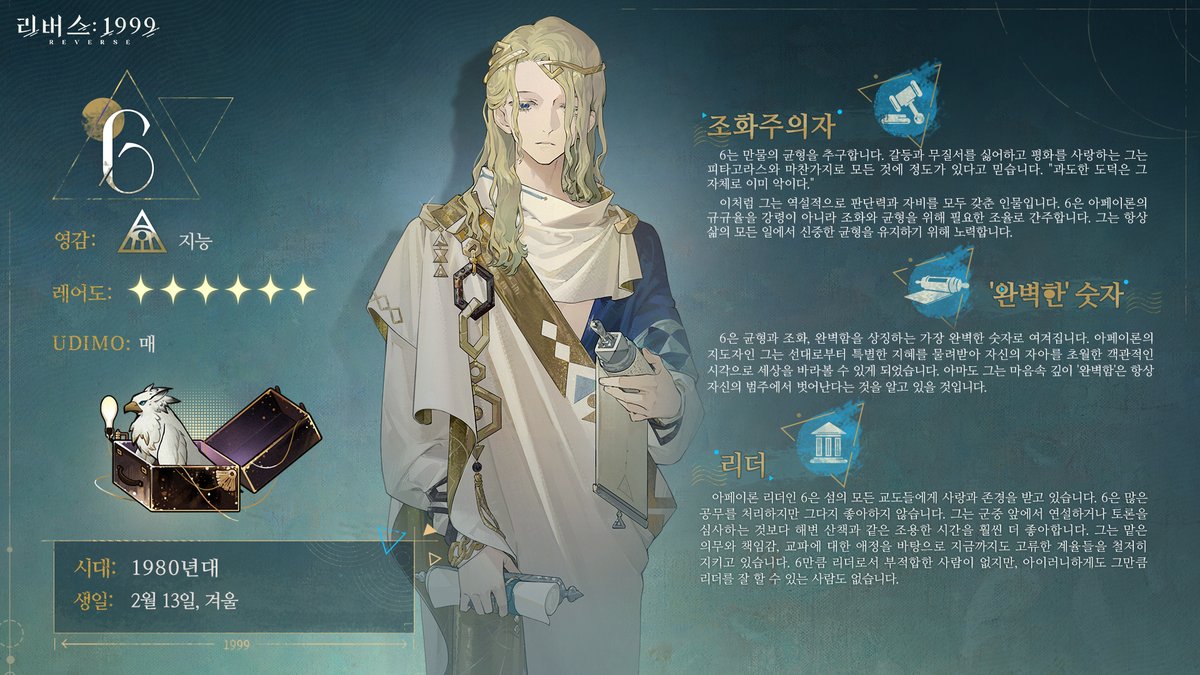 리버스:1999
REVERSE
6
영감: 지능
레어도:
UDIMO: 매
시대: 1980년대
생일: 2월 13일, 겨울
1999
조화주의자
6는 만물의 균형을 추구합니다. 갈등과 무질서를 싫어하고 평화를 사랑하는 그는
피타고라스와 마찬가지로 모든 것에 정도가 있다고 믿습니다. "과도한 도덕은 그
자체로 이미 악이다."
이처럼 그는 역설적으로 판단력과 자비를 모두 갖춘 인물입니다. 6은 아페이론의
규규율을 강령이 아니라 조화와 균형을 위해 필요한 조율로 간주합니다. 그는 항상
삶의 모든 일에서 신중한 균형을 유지하기 위해 노력합니다.
'완벽한' 숫자
6은 균형과 조화, 완벽함을 상징하는 가장 완벽한 숫자로 여겨집니다. 아페이론의
지도자인 그는 선대로부터 특별한 지혜를 물려받아 자신의 자아를 초월한 객관적인
시각으로 세상을 바라볼 수 있게 되었습니다. 아마도 그는 마음속 깊이 '완벽함'은 항상
자신의 범주에서 벗어난다는 것을 알고 있을 것입니다.
리더
아페이론 리더인 6은 섬의 모든 교도들에게 사랑과 존경을 받고 있습니다. 6은 많은
공무를 처리하지만 그다지 좋아하지 않습니다. 그는 군중 앞에서 연설하거나 토론을
심사하는 것보다 해변 산책과 같은 조용한 시간을 훨씬 더 좋아합니다. 그는 맡은
의무와 책임감, 교파에 대한 애정을 바탕으로 지금까지도 고류한 계율들을 철저히
지키고 있습니다. 6만큼 리더로서 부적합한 사람이 없지만, 아이러니하게도 그만큼
리더를 잘 할 수 있는 사람도 없습니다.